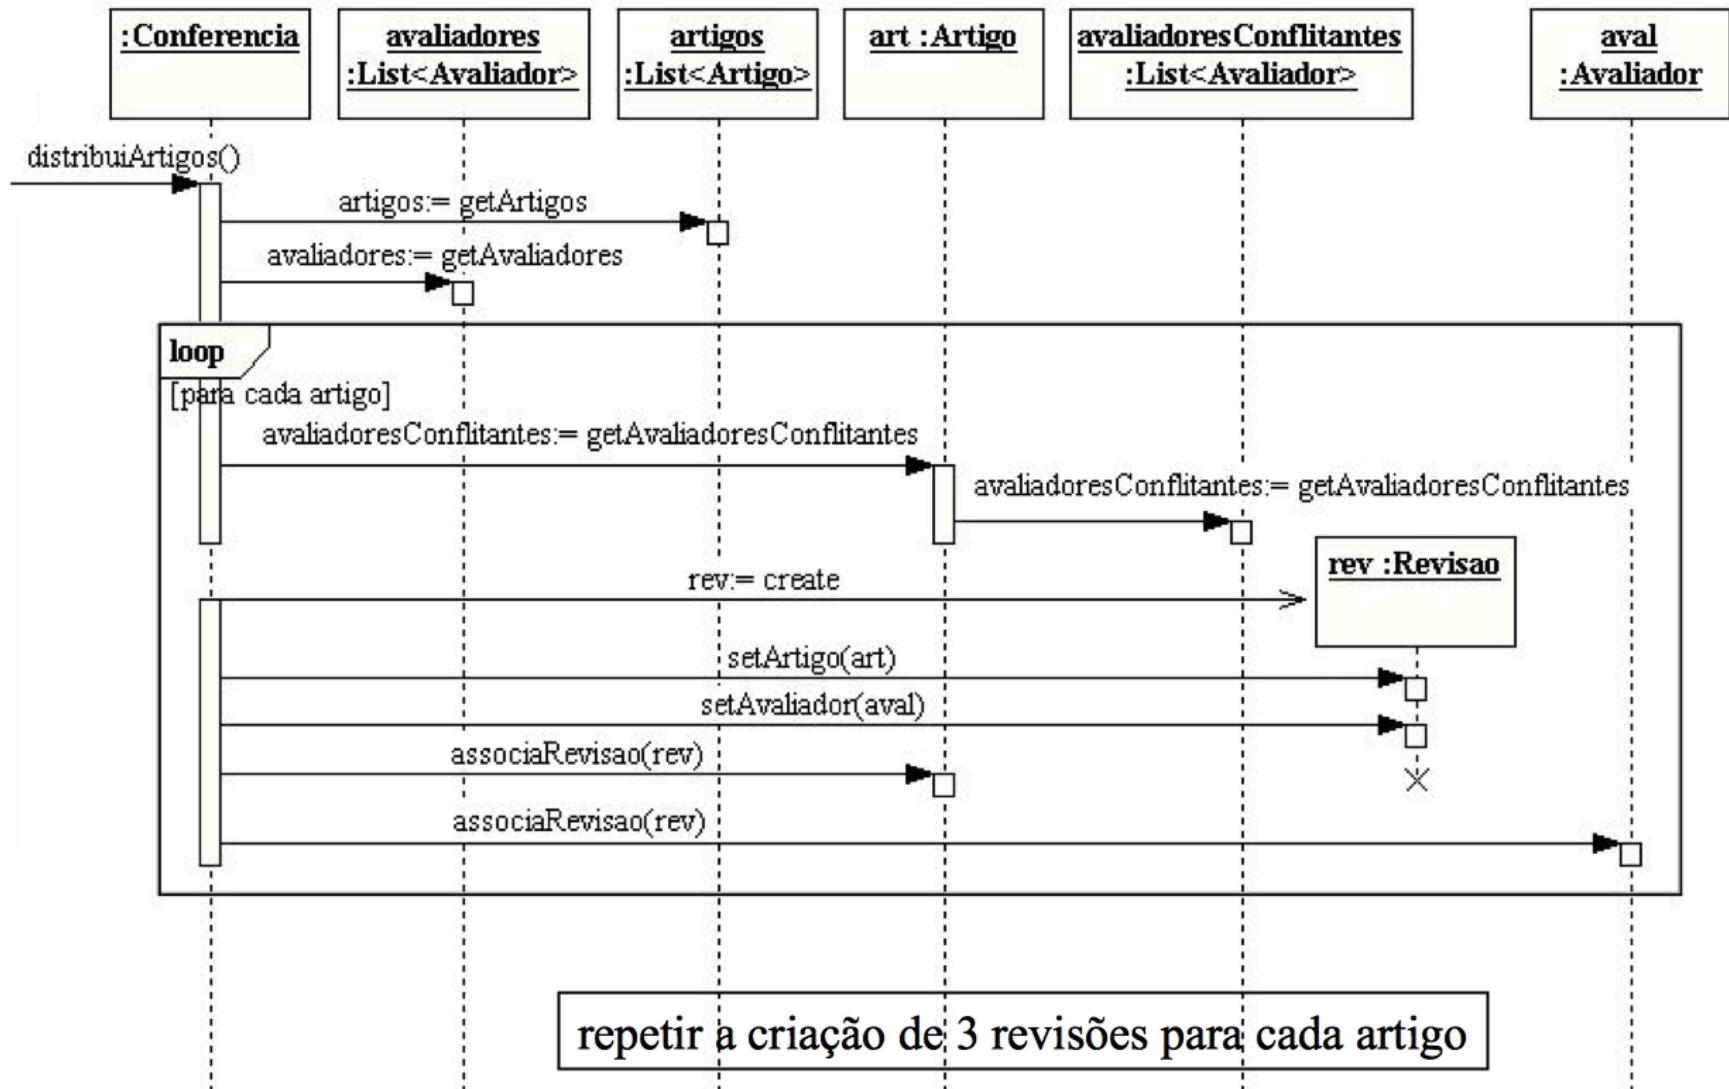 :Conferencia
avaliadores
:List<Avaliador>
artigos
:List<Artigo>
art :Artigo
avaliadoresConflitantes
:List<Avaliador>
aval
:Avaliador
distribuiArtigos()
artigos:= getArtigos
avaliadores:= getAvaliadores
loop
[para cada artigo]
avaliadoresConflitantes:= getAvaliadoresConflitantes
avaliadoresConflitantes:= getAvaliadoresConflitantes
rev :Revisao
rev:= create
setArtigo(art)
setAvaliador(aval)
associaRevisao(rev)
associaRevisao(rev)
repetir a criação de 3 revisões para cada artigo